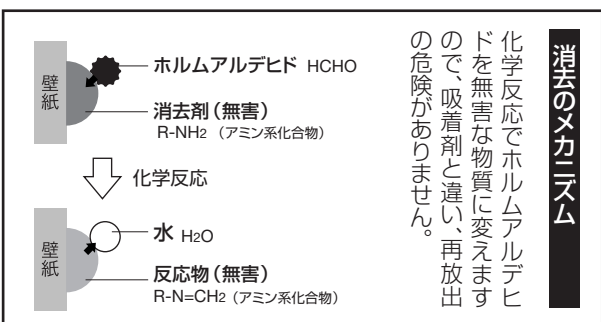 消去のメカニズム
化学反応でホルムアルデヒ
ドを無害な物質に変えます
ので、吸着剤と違い、再放出
の危険がありません。
ホルムアルデヒド HCHO
壁紙
消去剤（無害）
R-NH2 （アミン系化合物）
化学反応
水 H2O
壁紙
反応物（無害）
R-N=CH2 （アミン系化合物）